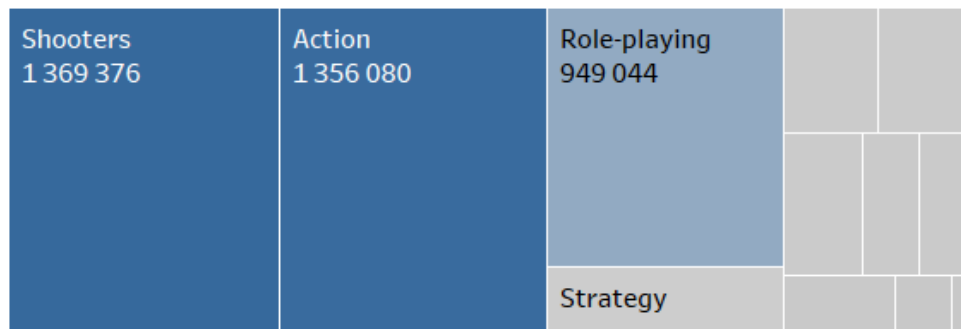 Shooters
1 369 376
Action
1 356 080
Role-playing
949 044
Strategy